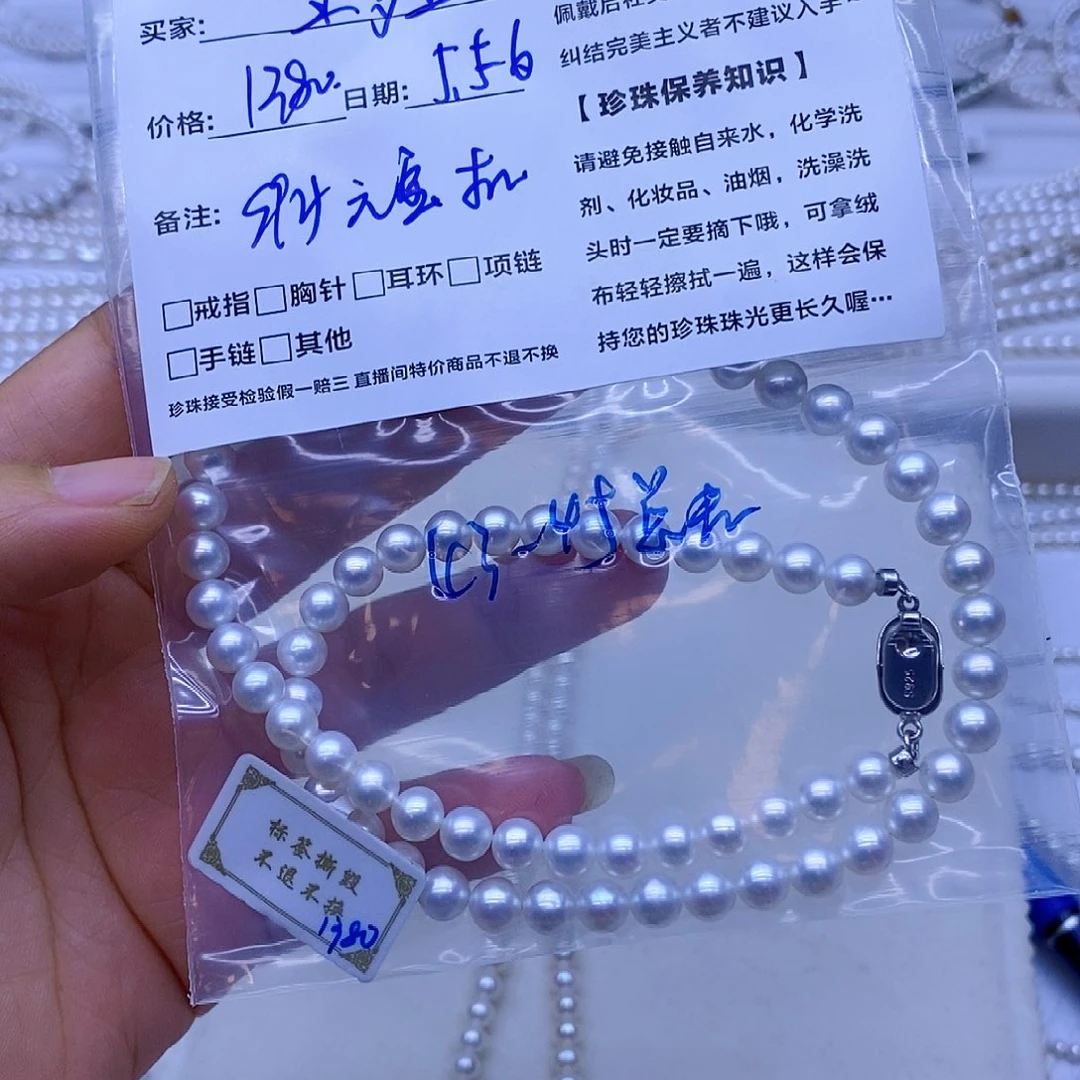 买家:
价格: 1380. 日期: 5.56
备注:
□戒指□胸针□耳环□项链
□手链□其他
珍珠接受检验假一赔三 直播间特价商品不退不换
佩戴后
纠结完美主义者不建议入手
【珍珠保养知识】
请避免接触自来水，化学洗
剂、化妆品、油烟，洗澡洗
头时一定要摘下哦，可拿绒
布轻轻擦拭一遍，这样会保
持您的珍珠珠光更长久喔…
S925
标签撕毁
不退不换
1380